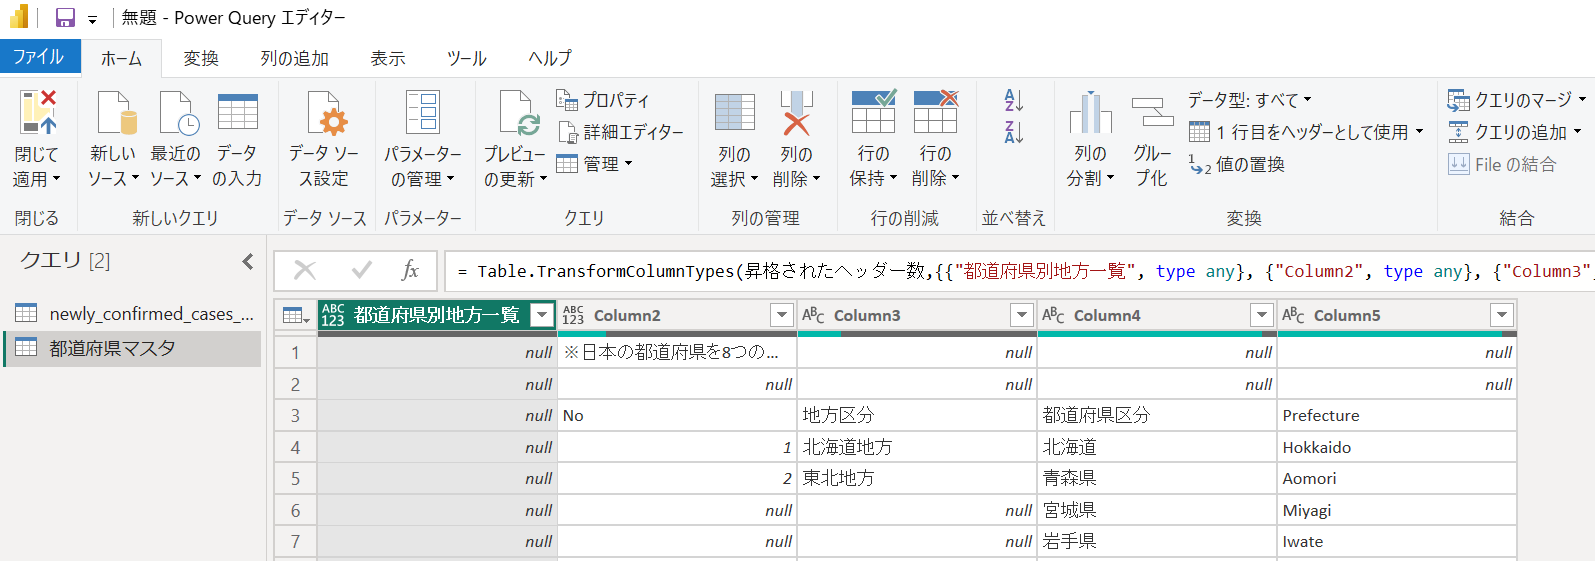 無題 - Power Query エディター
ファイル ホーム 変換 列の追加 表示 ツール ヘルプ
閉じて適用
新しいソース
最近のソース
データの入力
データ ソース設定
パラメーターの管理
プレビューの更新
プロパティ
詳細エディター
管理
列の選択
列の削除
行の保持
行の削除
A
Z
Z
A
列の分割
グループ化
データ型: すべて
1 行目をヘッダーとして使用
1 2 値の置換
クエリのマージ
クエリの追加
File の結合
閉じる 新しいクエリ データ ソース パラメーター クエリ 列の管理 行の削減 並べ替え 変換 結合
クエリ [2]
newly_confirmed_cases_...
都道府県マスタ
fx = Table.TransformColumnTypes(昇格されたヘッダー数,{{"都道府県別地方一覧", type any}, {"Column2", type any}, {"Column3",
ABC 123 都道府県別地方一覧 ABC 123 Column2 ABC Column3 ABC Column4 ABC Column5
1 null ※日本の都道府県を8つの... null null null
2 null null null null null
3 null No 地方区分 都道府県区分 Prefecture
4 null 1 北海道地方 北海道 Hokkaido
5 null 2 東北地方 青森県 Aomori
6 null null null 宮城県 Miyagi
7 null null null 岩手県 Iwate